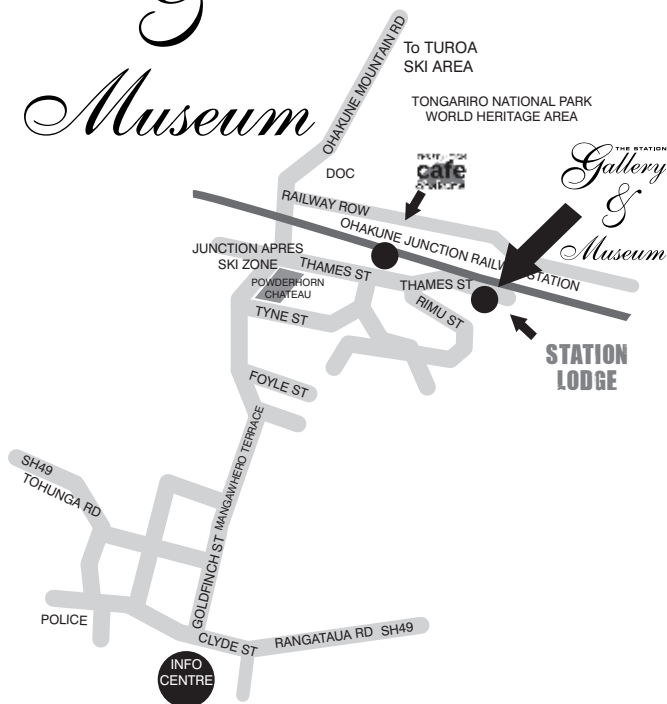 &
Museum
OHAKUNE MOUNTAIN RD
To TUROA
SKI AREA
TONGARIRO NATIONAL PARK
WORLD HERITAGE AREA
DOC
cafe
THE STATION
Gallery
&
Museum
RAILWAY ROW
OHAKUNE JUNCTION RAILWAY STATION
JUNCTION APRES
SKI ZONE
THAMES ST
POWDERHORN
CHATEAU
THAMES ST
RIMU ST
TYNE ST
STATION
LODGE
FOYLE ST
MANGAWHERO TERRACE
SH49
TOHUNGA RD
GOLDFINCH ST
POLICE
CLYDE ST
RANGATAUA RD SH49
INFO
CENTRE